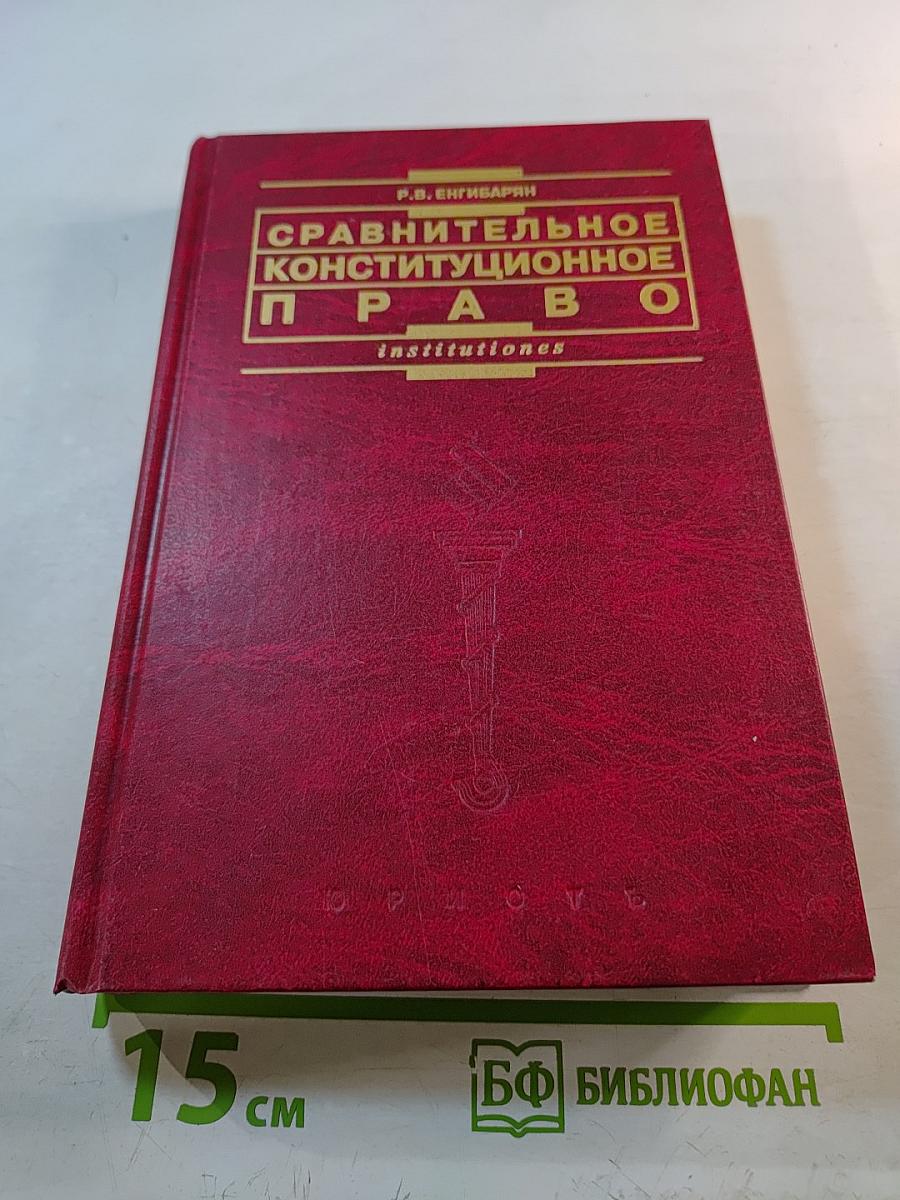 Р.В. ЕНГИБАРЯН
СРАВНИТЕЛЬНОЕ
КОНСТИТУЦИОННОЕ
ПРАВО
institutiones
ЮРИСТЪ
15 см
БФ БИБЛИОФАН